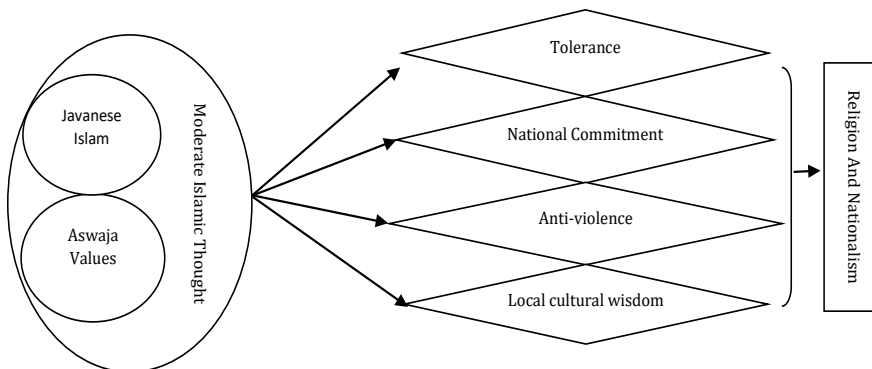 Javanese
Islam
Aswaja
Values
Moderate Islamic Thought
Tolerance
National Commitment
Anti-violence
Local cultural wisdom
Religion And Nationalism